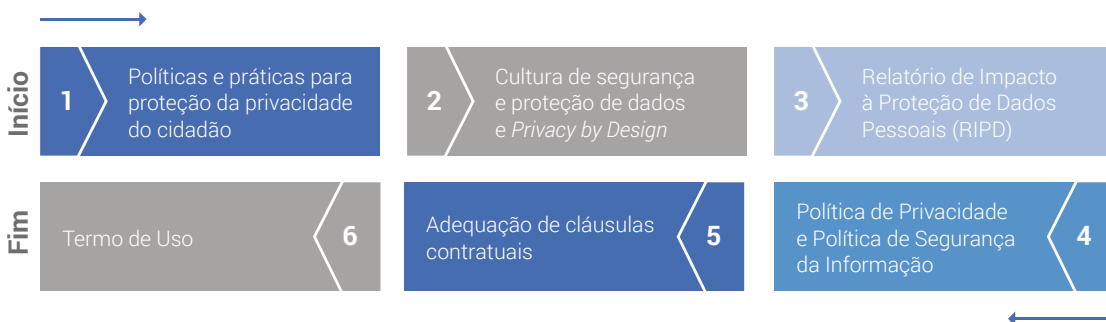 Início
1
Políticas e práticas para
proteção da privacidade
do cidadão
2
Cultura de segurança
e proteção de dados
e Privacy by Design
3
Relatório de Impacto
à Proteção de Dados
Pessoais (RIPD)
Fim
Termo de Uso
6
Adequação de cláusulas
contratuais
5
Política de Privacidade
e Política de Segurança
da Informação
4